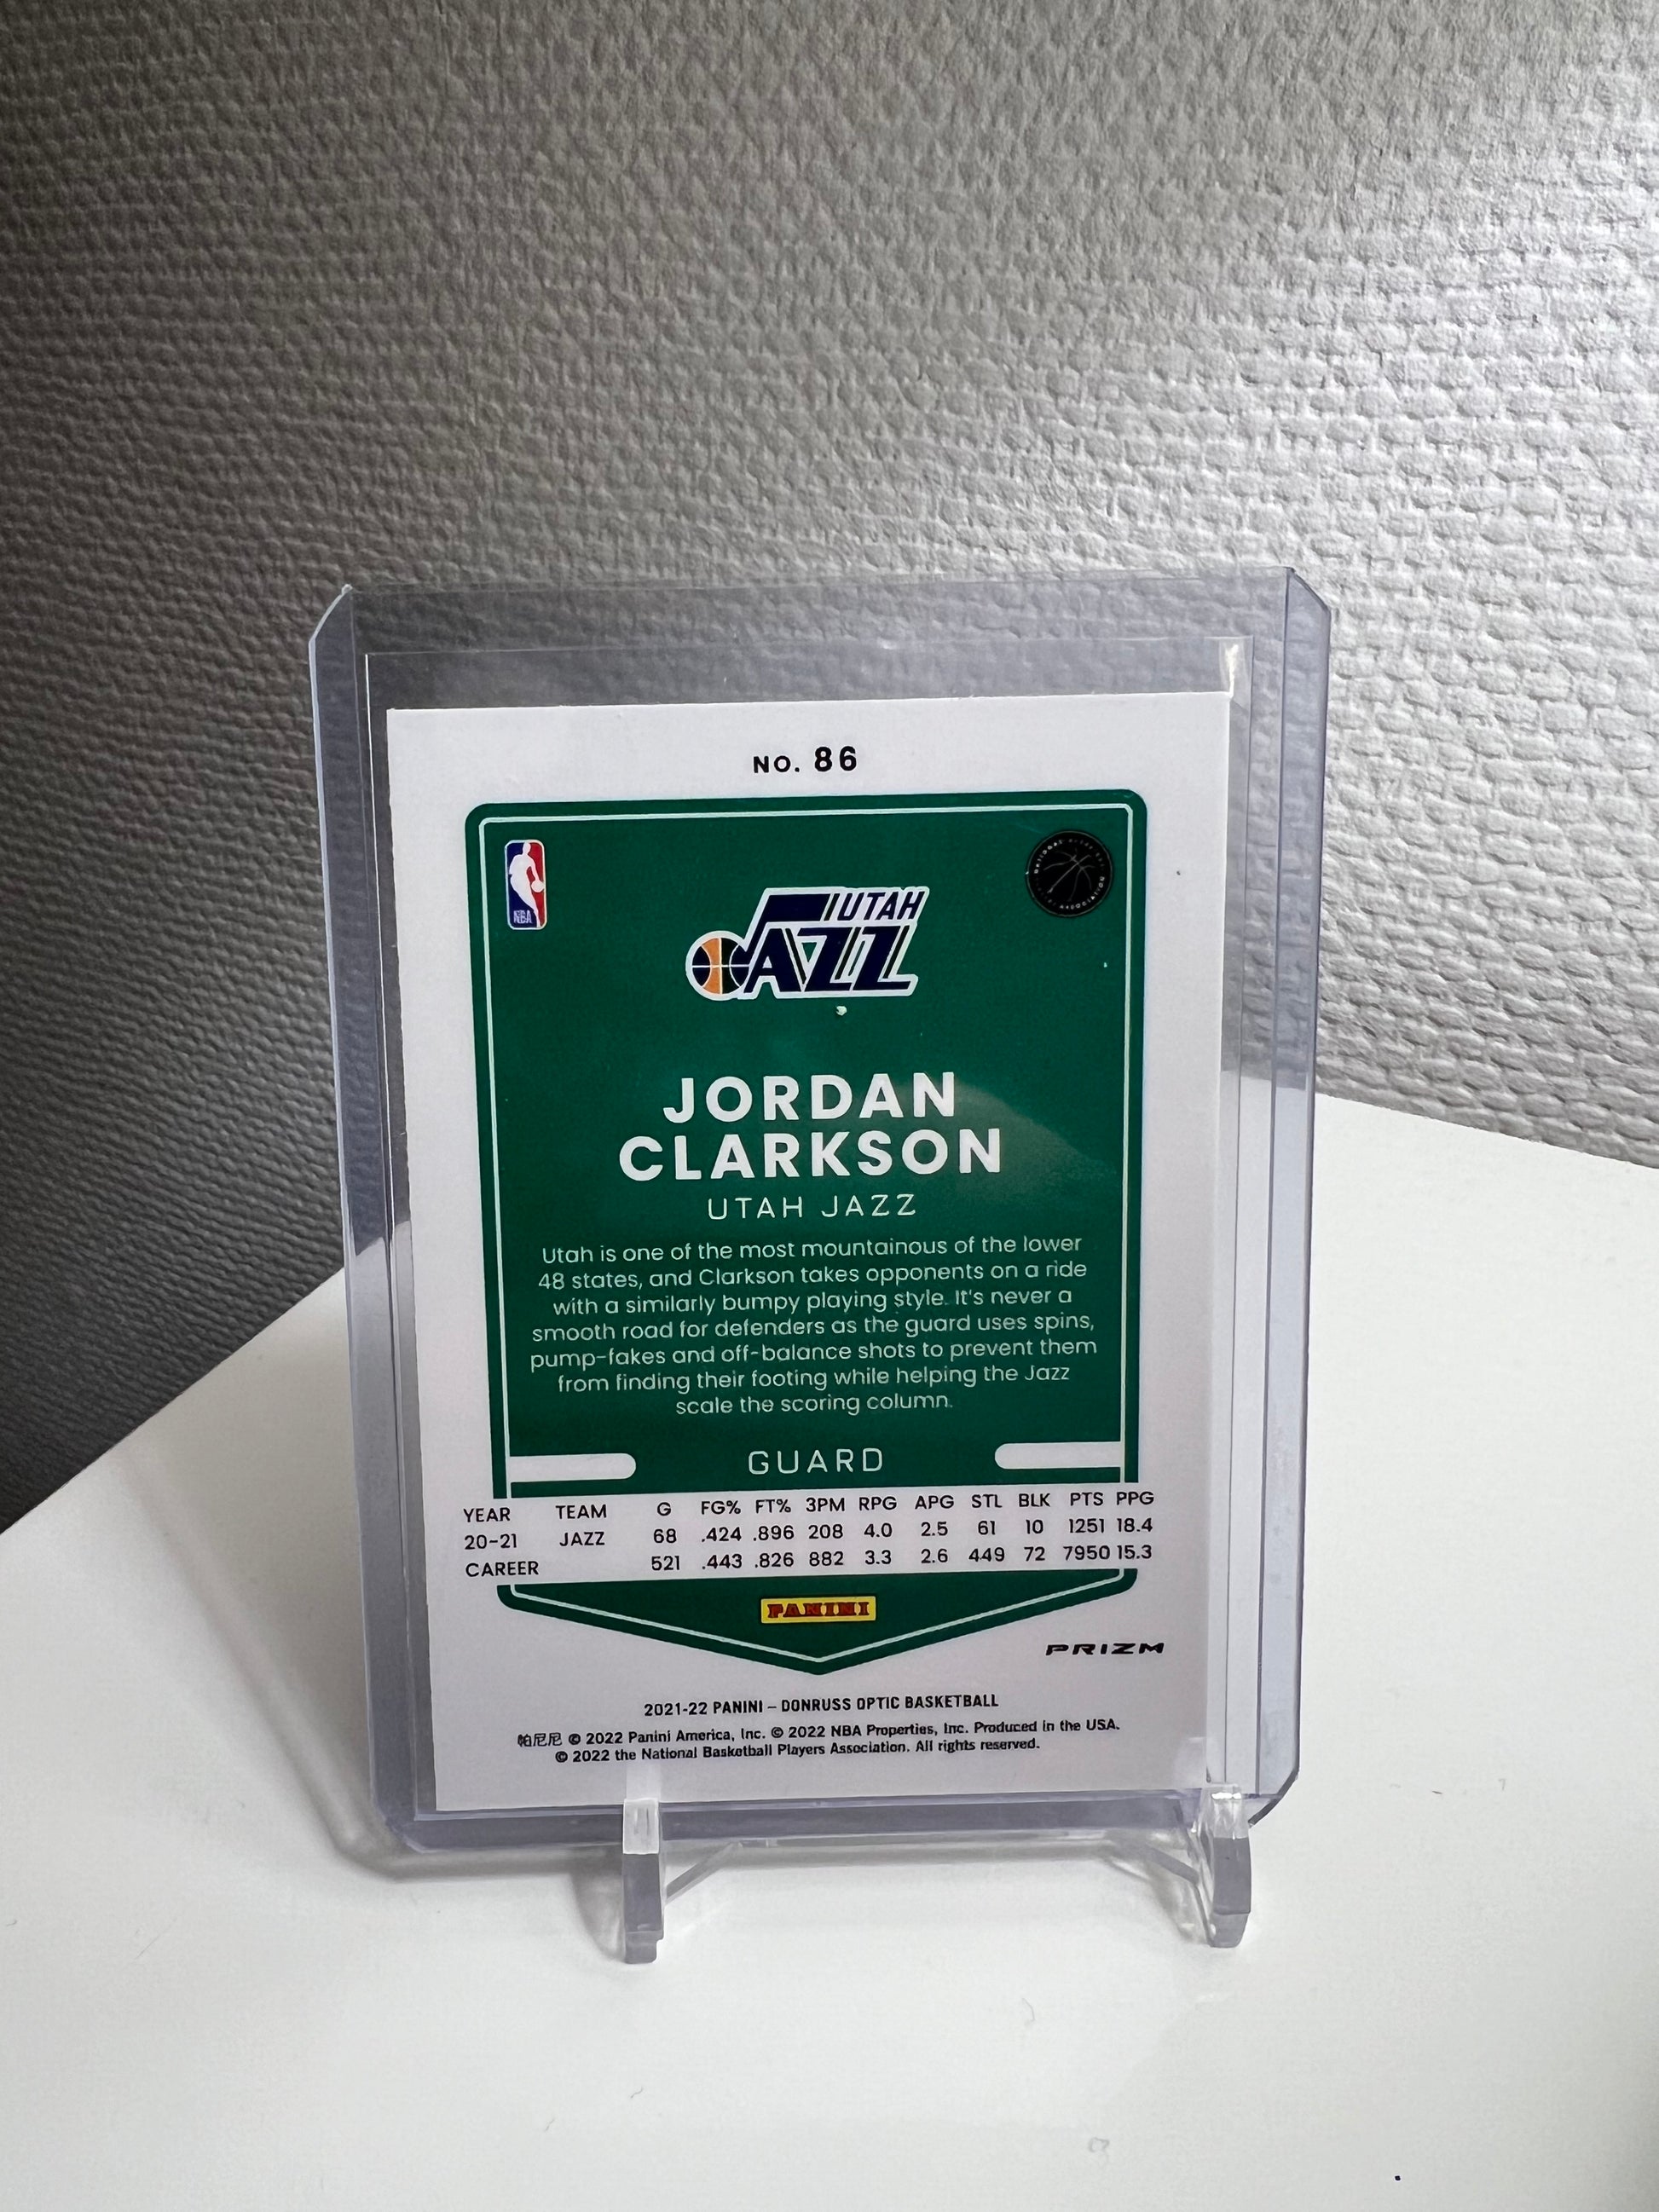 NO. 86
NBA
UTAH
JAZZ
JORDAN
CLARKSON
UTAH JAZZ
Utah is one of the most mountainous of the lower
48 states, and Clarkson takes opponents on a ride
with a similarly bumpy playing style. It's never a
smooth road for defenders as the guard uses spins,
pump-fakes and off-balance shots to prevent them
from finding their footing while helping the Jazz
scale the scoring column.
GUARD
YEAR TEAM G FG% FT% 3PM RPG APG STL BLK PTS PPG
20-21 JAZZ 68 .424 .896 208 4.0 2.5 61 10 1251 18.4
CAREER 521 .443 .826 882 3.3 2.6 449 72 7950 15.3
PANINI
PRIZM
2021-22 PANINI – DONRUSS OPTIC BASKETBALL
帕尼尼 © 2022 Panini America, Inc. © 2022 NBA Properties, Inc. Produced in the USA.
© 2022 the National Basketball Players Association. All rights reserved.